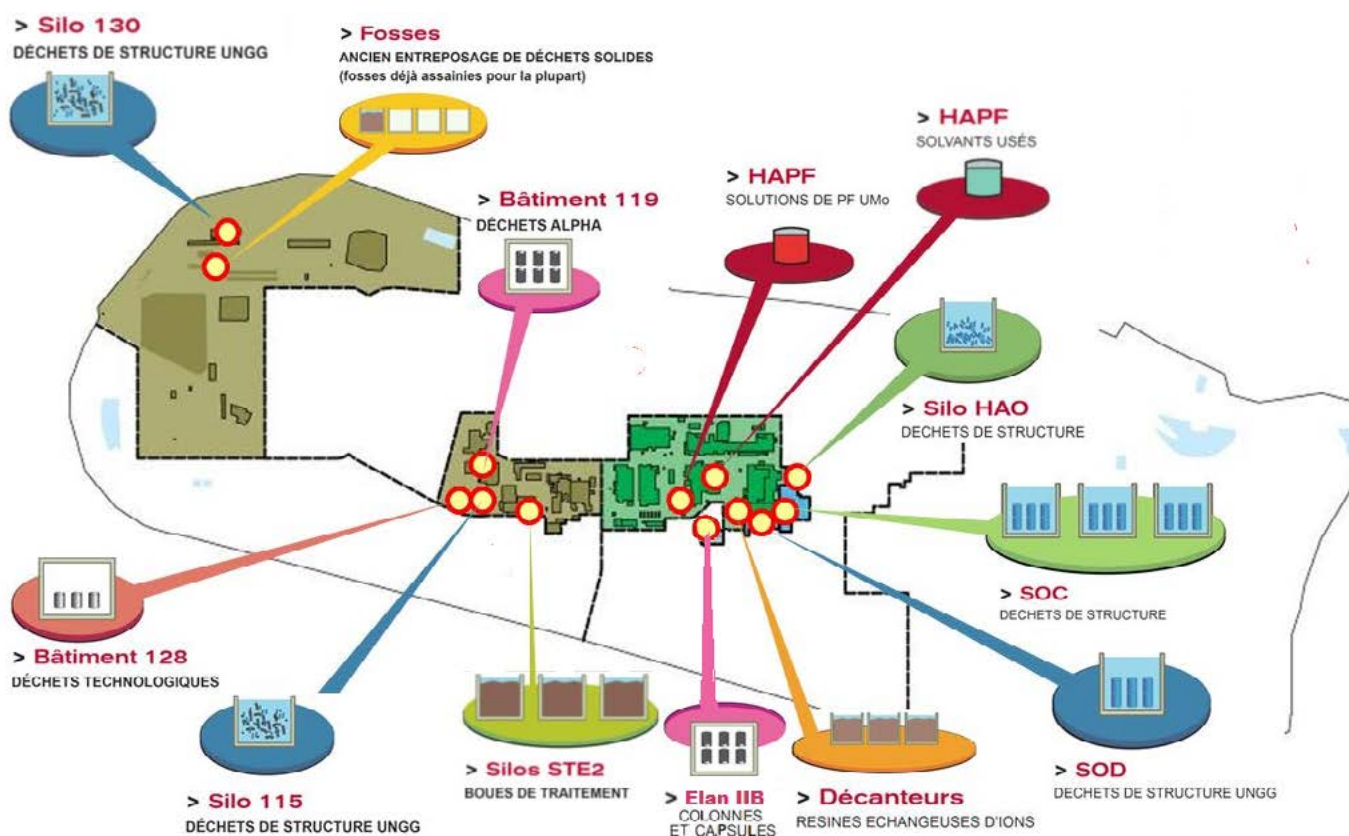 > Silo 130
DÉCHETS DE STRUCTURE UNGG
> Fosses
ANCIEN ENTREPOSAGE DE DÉCHETS SOLIDES
(fosses déjà assainies pour la plupart)
> HAPF
SOLVANTS USÉS
> HAPF
SOLUTIONS DE PF UMo
> Bâtiment 119
DÉCHETS ALPHA
> Silo HAO
DECHETS DE STRUCTURE
> SOC
DECHETS DE STRUCTURE
> Bâtiment 128
DÉCHETS TECHNOLOGIQUES
> Silo 115
DÉCHETS DE STRUCTURE UNGG
> Silos STE2
BOUES DE TRAITEMENT
> Elan IIB
COLONNES
ET CAPSULES
> Décanteurs
RESINES ECHANGEUSES D'IONS
> SOD
DECHETS DE STRUCTURE UNGG